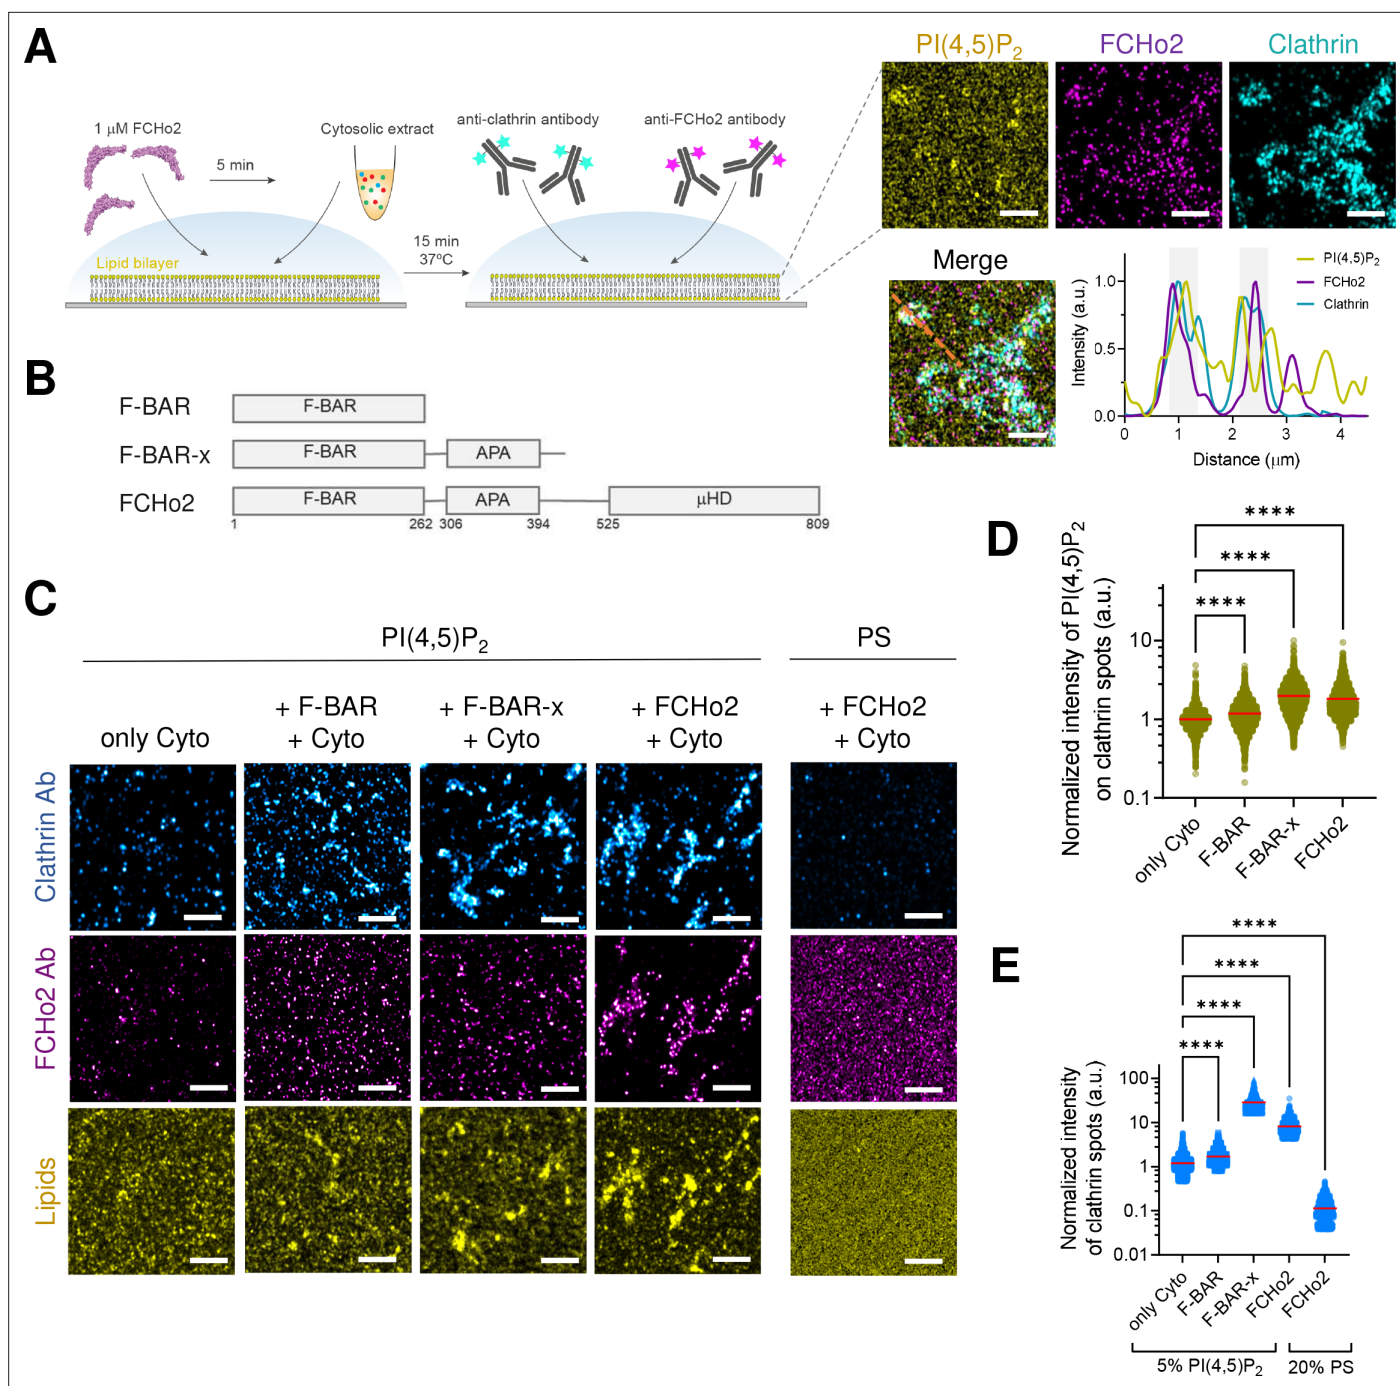 A
1 μM FCHo2
5 min
Cytosolic extract
Lipid bilayer
15 min
37ºC
anti-clathrin antibody
anti-FCHo2 antibody
PI(4,5)P2
FCHo2
Clathrin
Merge
Intensity (a.u.)
1.0
0.5
0.0
0 1 2 3 4
Distance (μm)
PI(4,5)P2
FCHo2
Clathrin
B
F-BAR
F-BAR
F-BAR-x
F-BAR
APA
FCHo2
F-BAR
APA
μHD
1 262 306 394 525 809
C
PI(4,5)P2
PS
only Cyto
+ F-BAR
+ Cyto
+ F-BAR-x
+ Cyto
+ FCHo2
+ Cyto
+ FCHo2
+ Cyto
Clathrin Ab
FCHo2 Ab
Lipids
D
Normalized intensity of PI(4,5)P2
on clathrin spots (a.u.)
****
****
****
10
1
0.1
only Cyto
F-BAR
F-BAR-x
FCHo2
E
Normalized intensity
of clathrin spots (a.u.)
****
****
****
****
100
10
1
0.1
0.01
only Cyto
F-BAR
F-BAR-x
FCHo2
FCHo2
5% PI(4,5)P2
20% PS